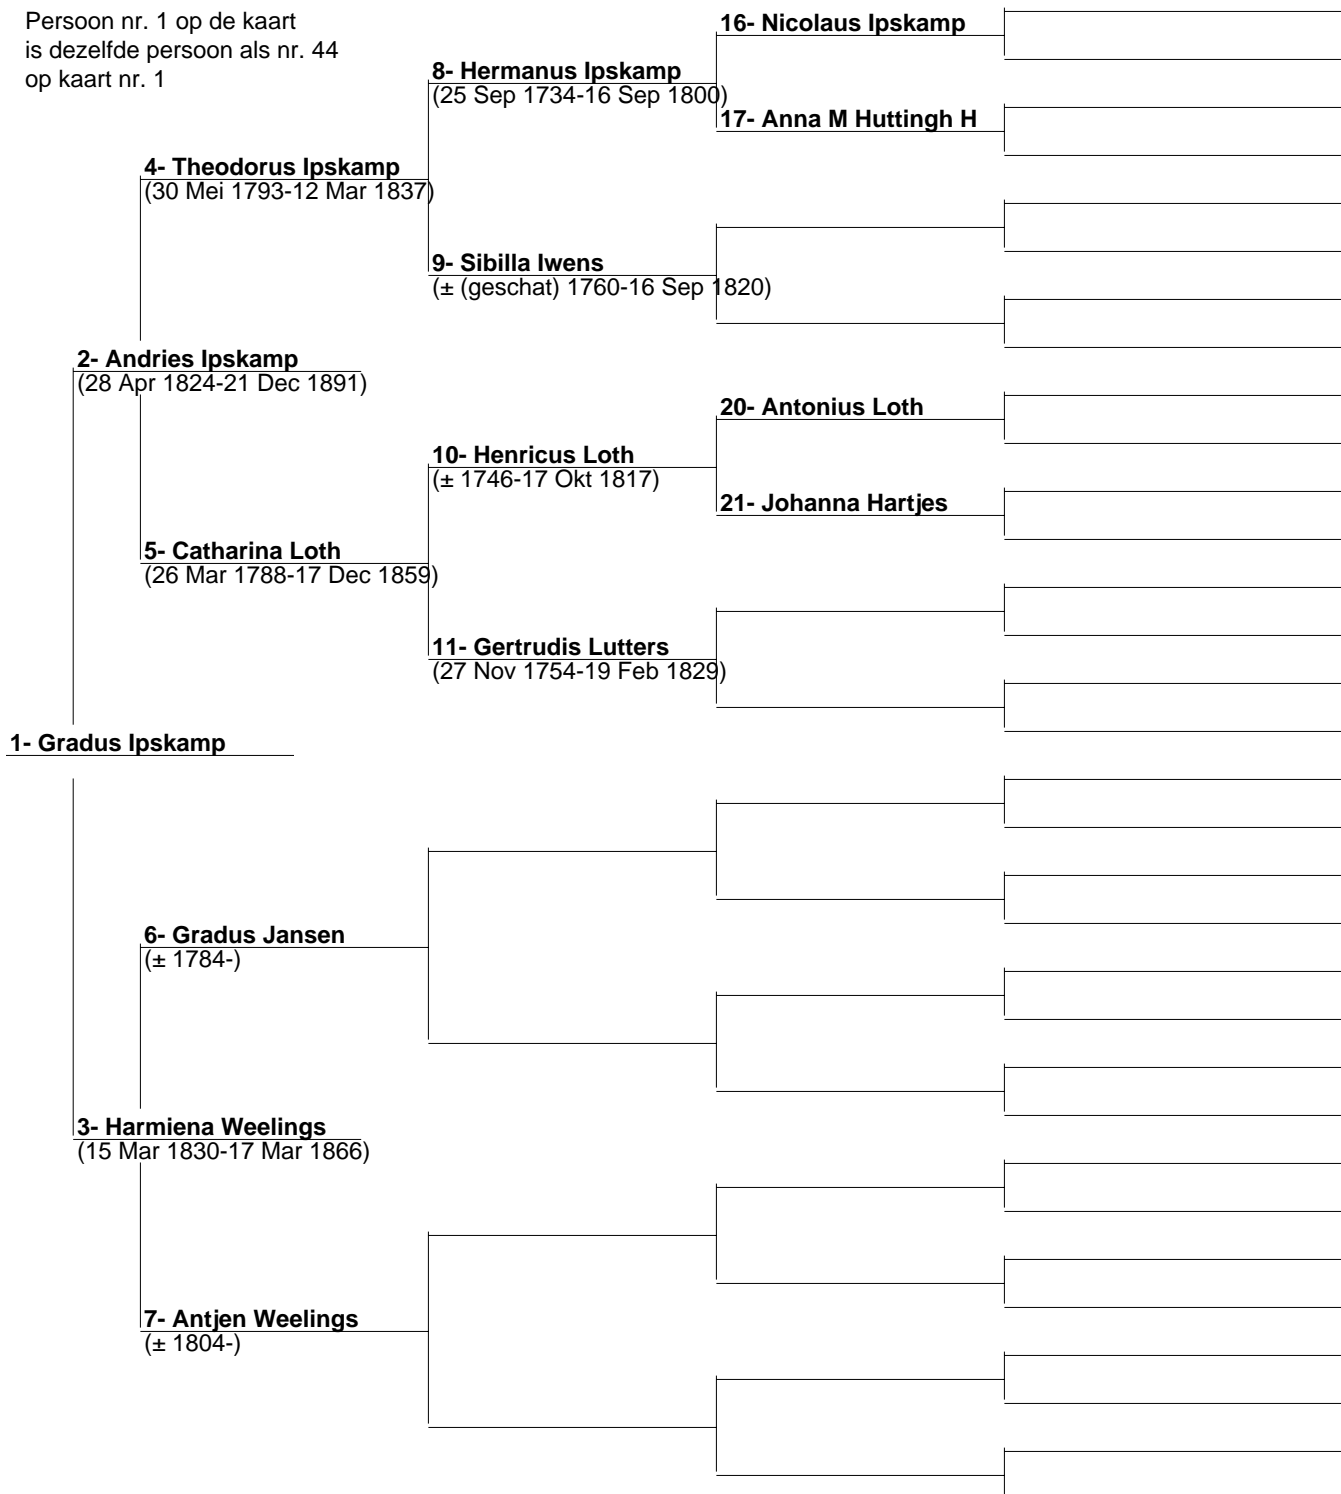 Persoon nr. 1 op de kaart
is dezelfde persoon als nr. 44
op kaart nr. 1
16- Nicolaus Ipskamp
8- Hermanus Ipskamp
(25 Sep 1734-16 Sep 1800)
17- Anna M Huttingh H
4- Theodorus Ipskamp
(30 Mei 1793-12 Mar 1837)
9- Sibilla Iwens
(± (geschat) 1760-16 Sep 1820)
2- Andries Ipskamp
(28 Apr 1824-21 Dec 1891)
20- Antonius Loth
10- Henricus Loth
(± 1746-17 Okt 1817)
21- Johanna Hartjes
5- Catharina Loth
(26 Mar 1788-17 Dec 1859)
11- Gertrudis Lutters
(27 Nov 1754-19 Feb 1829)
1- Gradus Ipskamp
6- Gradus Jansen
(± 1784-)
3- Harmiena Weelings
(15 Mar 1830-17 Mar 1866)
7- Antjen Weelings
(± 1804-)